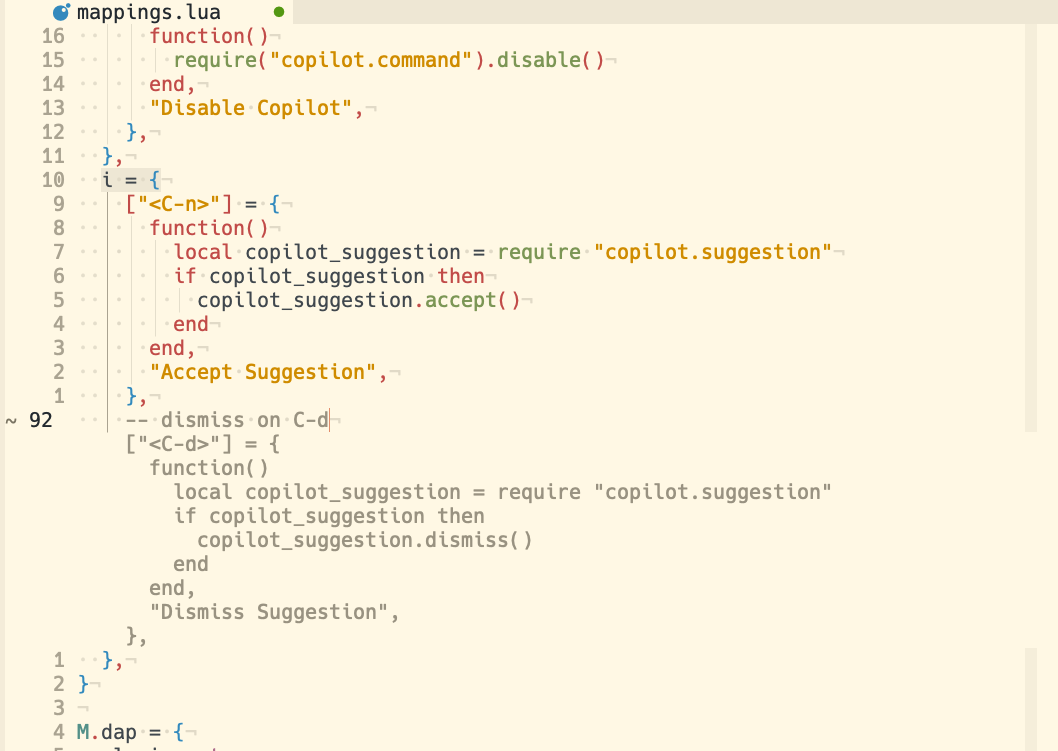 mappings.lua
16 function()
15 require("copilot.command").disable()
14 end,
13 "Disable Copilot",
12 },
11 },
10 i = {
9 ["<C-n>"] = {
8 function()
7 local copilot_suggestion = require "copilot.suggestion"
6 if copilot_suggestion then
5 copilot_suggestion.accept()
4 end
3 end,
2 "Accept Suggestion",
1 },
~ 92 -- dismiss on C-d
["<C-d>"] = {
function()
local copilot_suggestion = require "copilot.suggestion"
if copilot_suggestion then
copilot_suggestion.dismiss()
end
end,
"Dismiss Suggestion",
},
1 },
2 }
3
4 M.dap = {